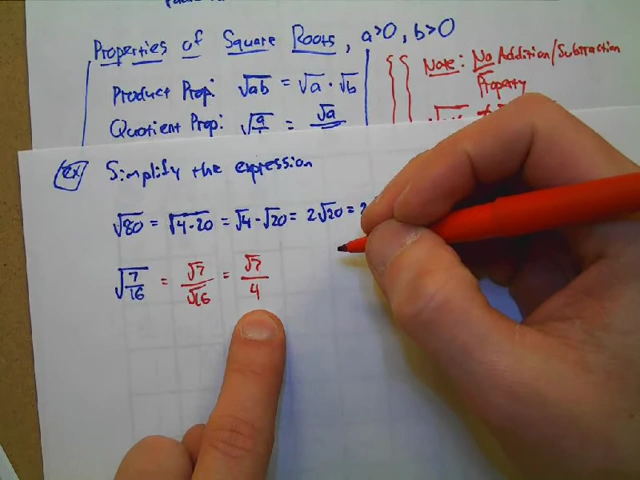 Properties of Square Roots, a>0, b>0
Note: No Addition/Subtraction
Property
Product Prop: √ab = √a · √b
Quotient Prop: √a = √a
ex Simplify the expression
√80 = √4·20 = √4·√20 = 2√20 =
√7/16 = √7/√16 = √7/4